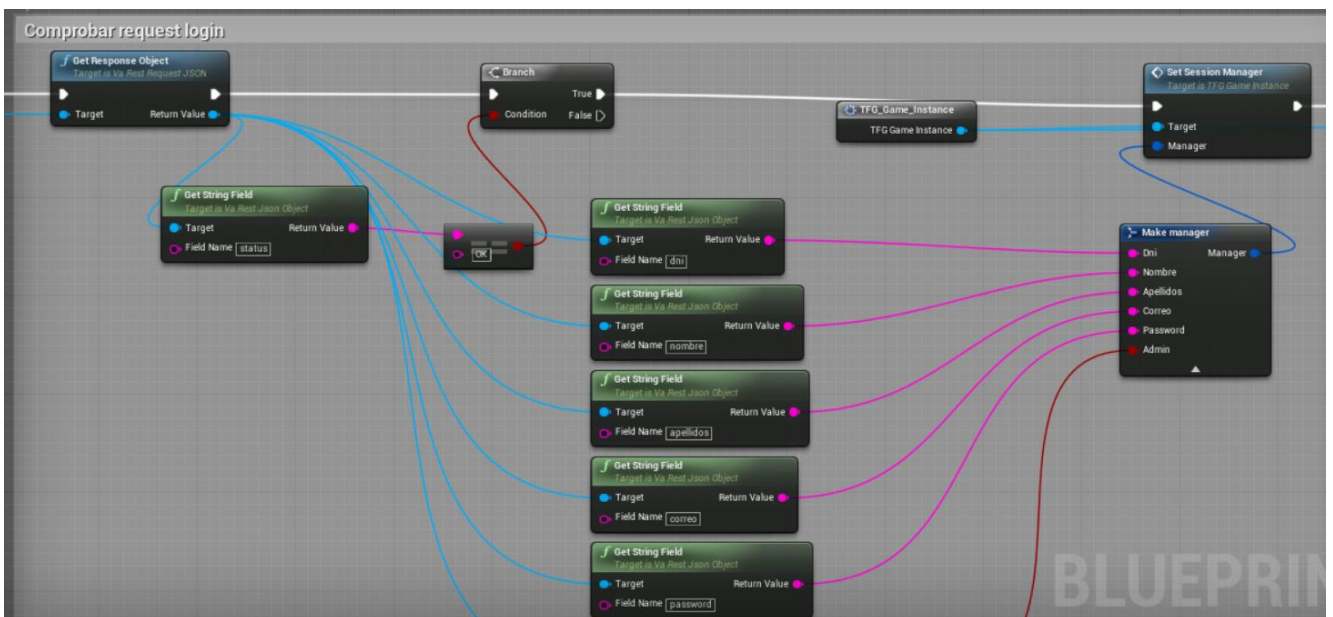 Comprobar request login
Get Response Object
Target is Va Rest Request JSON
Target Return Value
Branch
True
Condition False
TFG_Game_Instance
TFG Game Instance
Set Session Manager
Target is TFG Game Instance
Target
Manager
Get String Field
Target is Va Rest Json Object
Target Return Value
Field Name status
==
OK
Get String Field
Target is Va Rest Json Object
Target Return Value
Field Name dni
Get String Field
Target is Va Rest Json Object
Target Return Value
Field Name nombre
Get String Field
Target is Va Rest Json Object
Target Return Value
Field Name apellidos
Get String Field
Target is Va Rest Json Object
Target Return Value
Field Name correo
Get String Field
Target is Va Rest Json Object
Target Return Value
Field Name password
Make manager
Dni Manager
Nombre
Apellidos
Correo
Password
Admin
BLUEPRIN